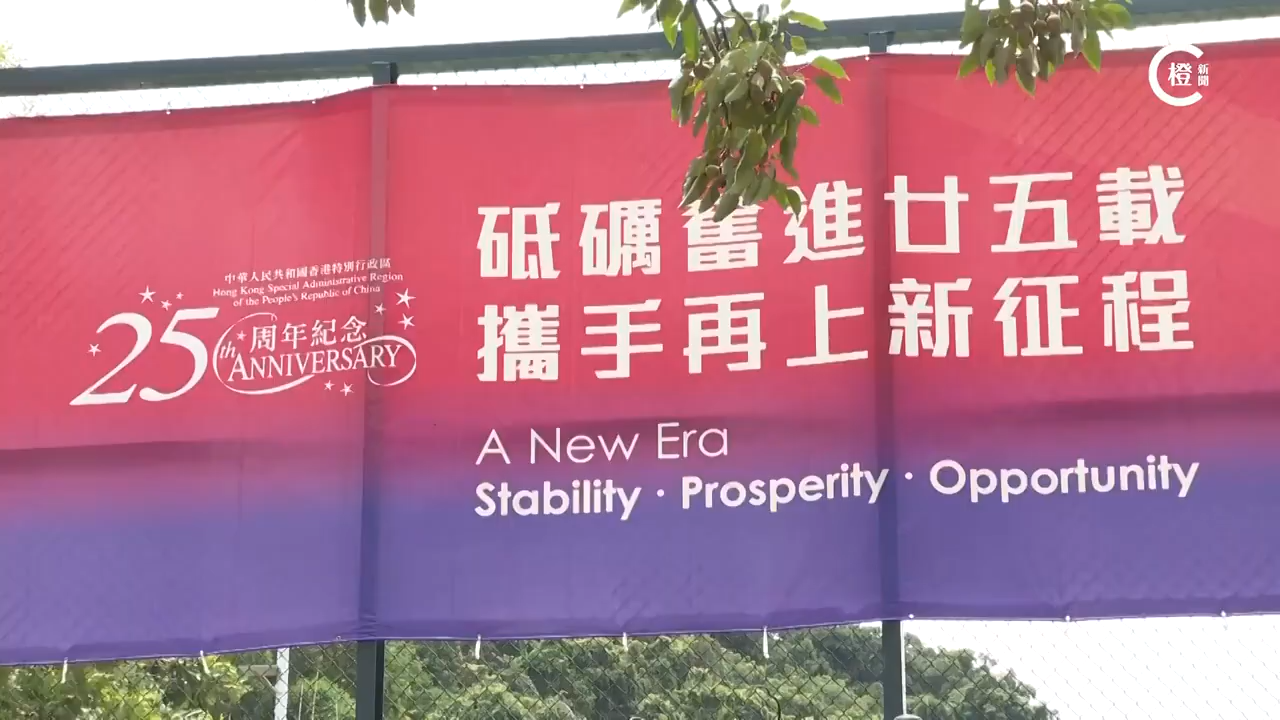 橙
新聞
中華人民共和國香港特別行政區
Hong Kong Special Administrative Region
of the People's Republic of China
25th
周年紀念
ANNIVERSARY
砥礪奮進廿五載
攜手再上新征程
A New Era
Stability · Prosperity · Opportunity